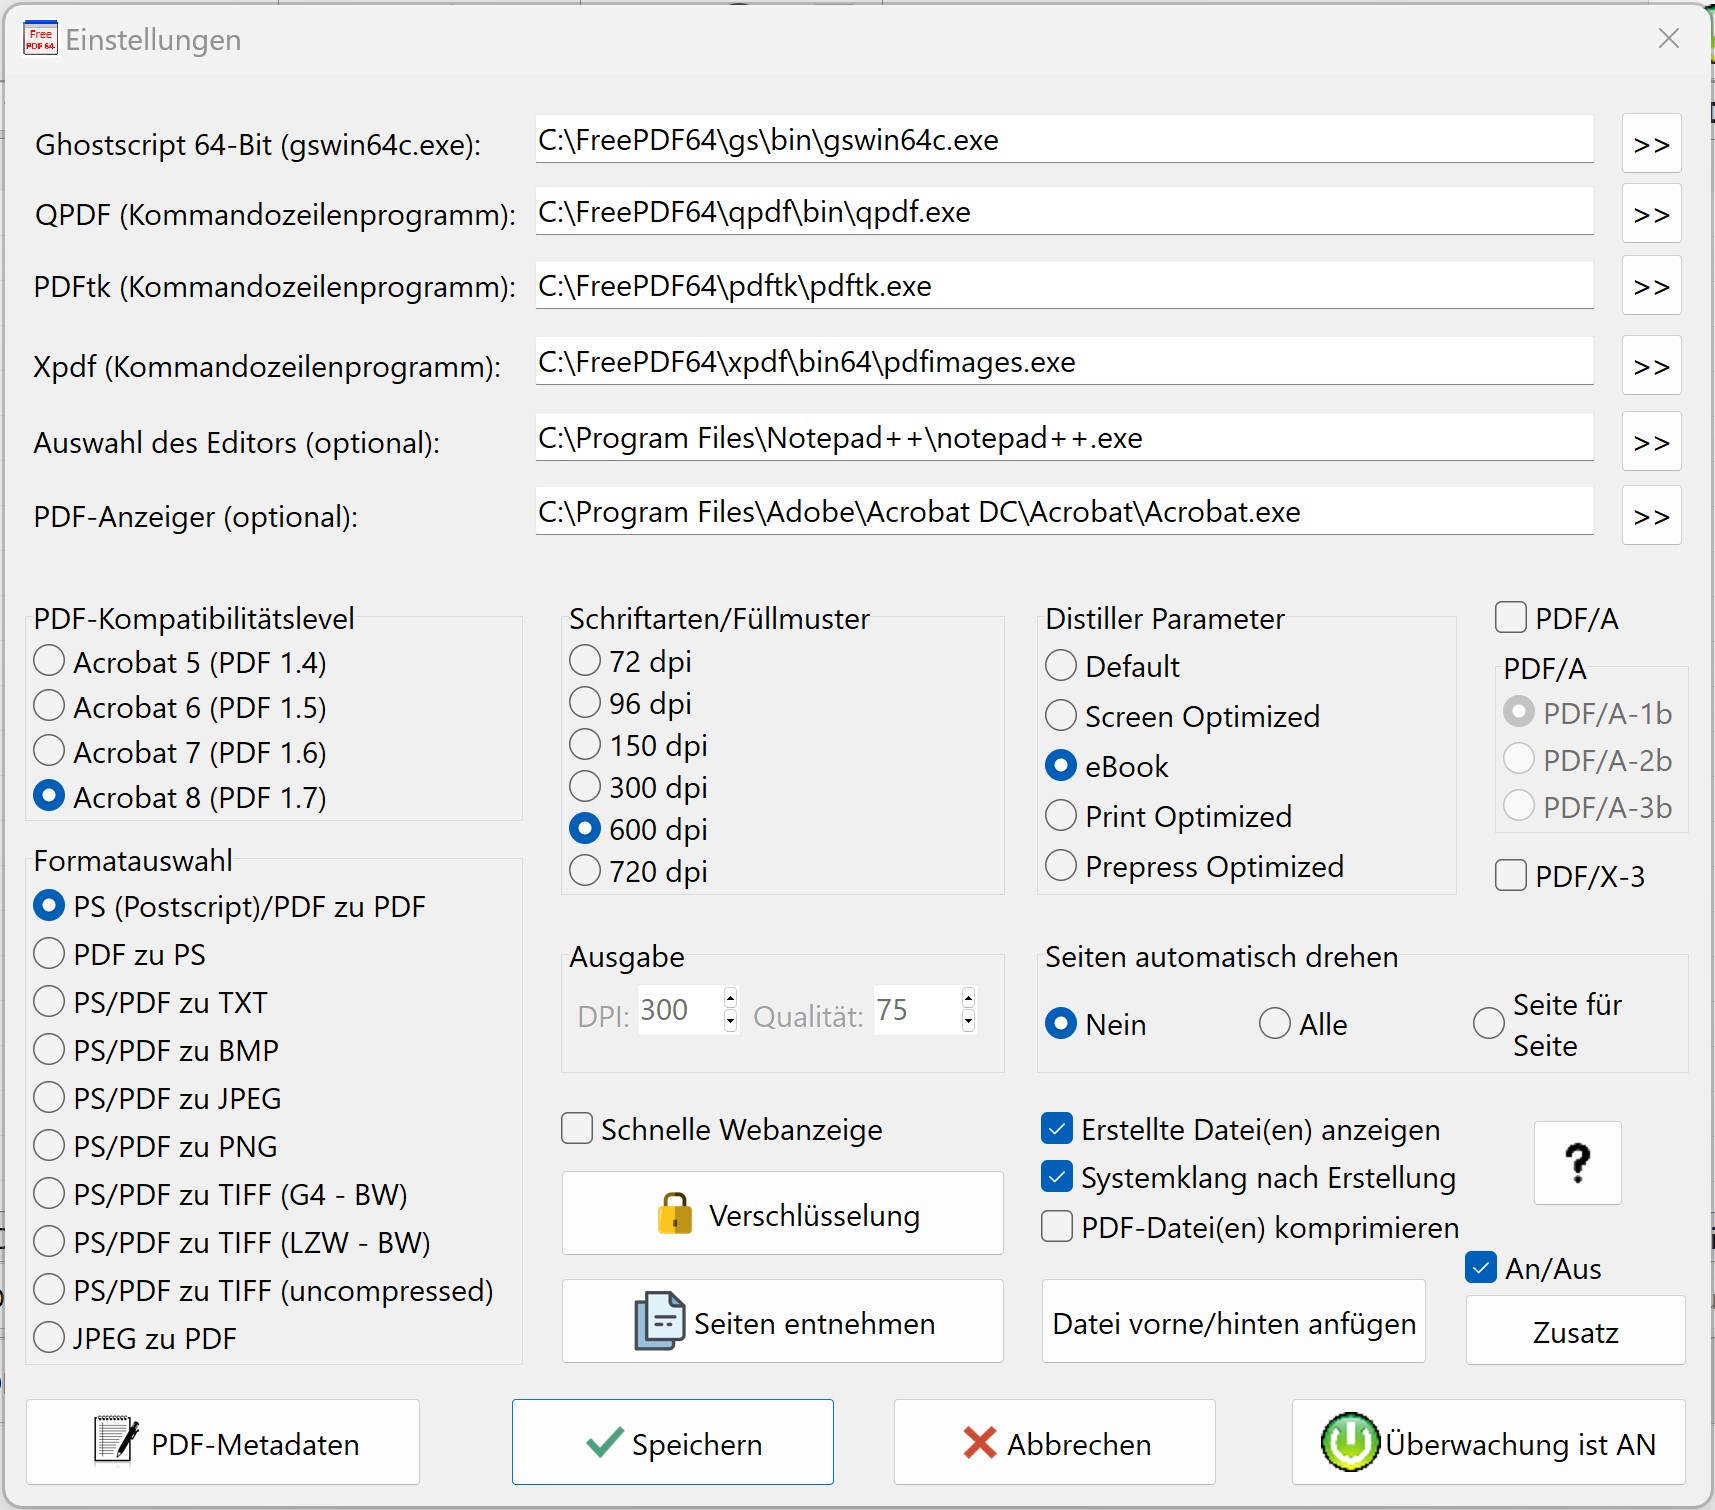 Free
PDF 64
Einstellungen
Ghostscript 64-Bit (gswin64c.exe):
C:\FreePDF64\gs\bin\gswin64c.exe
>>
QPDF (Kommandozeilenprogramm):
C:\FreePDF64\qpdf\bin\qpdf.exe
>>
PDFtk (Kommandozeilenprogramm):
C:\FreePDF64\pdftk\pdftk.exe
>>
Xpdf (Kommandozeilenprogramm):
C:\FreePDF64\xpdf\bin64\pdfimages.exe
>>
Auswahl des Editors (optional):
C:\Program Files\Notepad++\notepad++.exe
>>
PDF-Anzeiger (optional):
C:\Program Files\Adobe\Acrobat DC\Acrobat\Acrobat.exe
>>
PDF-Kompatibilitätslevel
Acrobat 5 (PDF 1.4)
Acrobat 6 (PDF 1.5)
Acrobat 7 (PDF 1.6)
Acrobat 8 (PDF 1.7)
Formatauswahl
PS (Postscript)/PDF zu PDF
PDF zu PS
PS/PDF zu TXT
PS/PDF zu BMP
PS/PDF zu JPEG
PS/PDF zu PNG
PS/PDF zu TIFF (G4 - BW)
PS/PDF zu TIFF (LZW - BW)
PS/PDF zu TIFF (uncompressed)
JPEG zu PDF
Schriftarten/Füllmuster
72 dpi
96 dpi
150 dpi
300 dpi
600 dpi
720 dpi
Ausgabe
DPI: 300 Qualität: 75
Schnelle Webanzeige
Verschlüsselung
Seiten entnehmen
Distiller Parameter
Default
Screen Optimized
eBook
Print Optimized
Prepress Optimized
PDF/A
PDF/A
PDF/A-1b
PDF/A-2b
PDF/A-3b
PDF/X-3
Seiten automatisch drehen
Nein
Alle
Seite für
Seite
Erstellte Datei(en) anzeigen
Systemklang nach Erstellung
PDF-Datei(en) komprimieren
?
An/Aus
Datei vorne/hinten anfügen
Zusatz
PDF-Metadaten
Speichern
Abbrechen
Überwachung ist AN